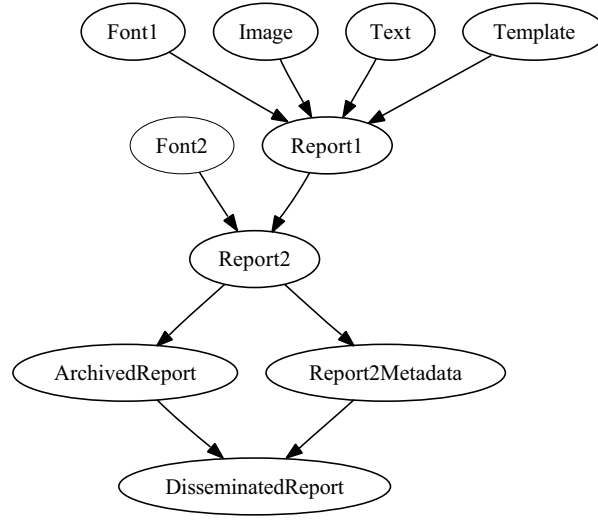 Font1 Image Text Template
Font2 Report1
Report2
ArchivedReport Report2Metadata
DisseminatedReport